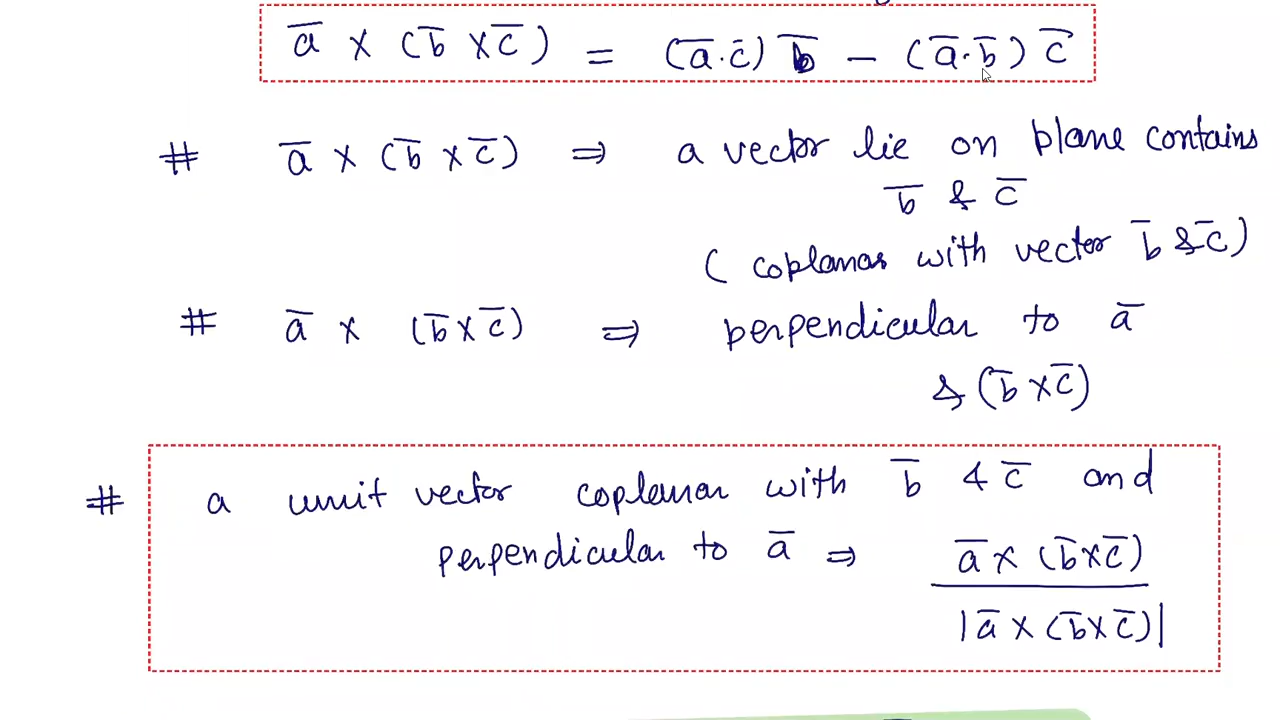 a̅ × (b̅ × c̅) = (a̅.c̅) b̅ − (a̅.b̅) c̅
# a̅ × (b̅ × c̅) ⇒ a vector lie on plane contains
b̅ & c̅
( coplanar with vector b̅ & c̅)
# a̅ × (b̅ × c̅) ⇒ perpendicular to a̅
& (b̅ × c̅)
# a unit vector coplanar with b̅ & c̅ and
perpendicular to a̅ ⇒ a̅ × (b̅ × c̅)
|a̅ × (b̅ × c̅)|